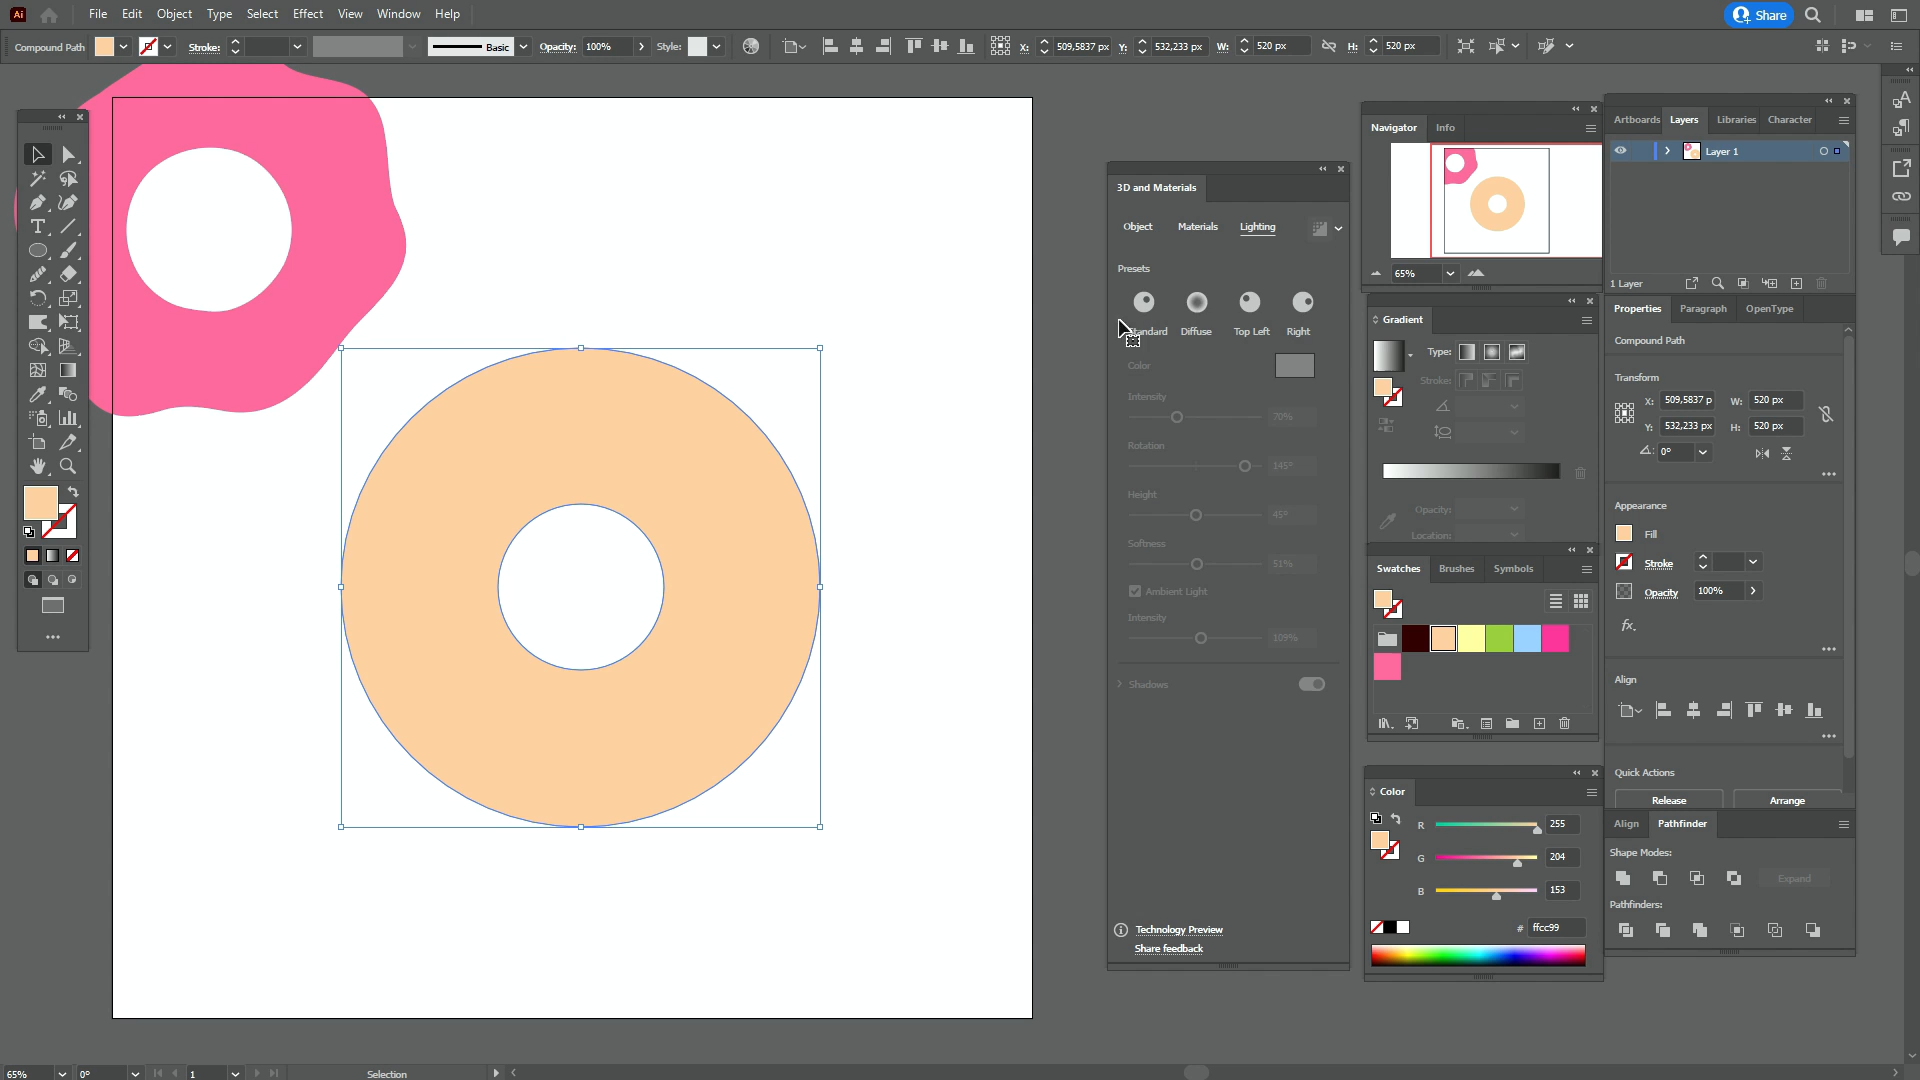 Ai File Edit Object Type Select Effect View Window Help Share
Compound Path Stroke: Basic Opacity: 100% Style: X: 509,5837 px Y: 532,233 px W: 520 px H: 520 px
3D and Materials
Object Materials Lighting
Presets
Standard Diffuse Top Left Right
Color
Intensity
70%
Rotation
145°
Height
45°
Softness
51%
Ambient Light
Intensity
109%
Shadows
Technology Preview
Share feedback
Navigator Info
65%
Gradient
Type:
Stroke:
Opacity:
Location:
Swatches Brushes Symbols
Color
R 255
G 204
B 153
# ffcc99
Artboards Layers Libraries Character
Layer 1
1 Layer
Properties Paragraph OpenType
Compound Path
Transform
X: 509,5837 p W: 520 px
Y: 532,233 px H: 520 px
0°
Appearance
Fill
Stroke
Opacity 100%
fx.
Align
Quick Actions
Release Arrange
Align Pathfinder
Shape Modes:
Expand
Pathfinders:
65% 0° 1 Selection